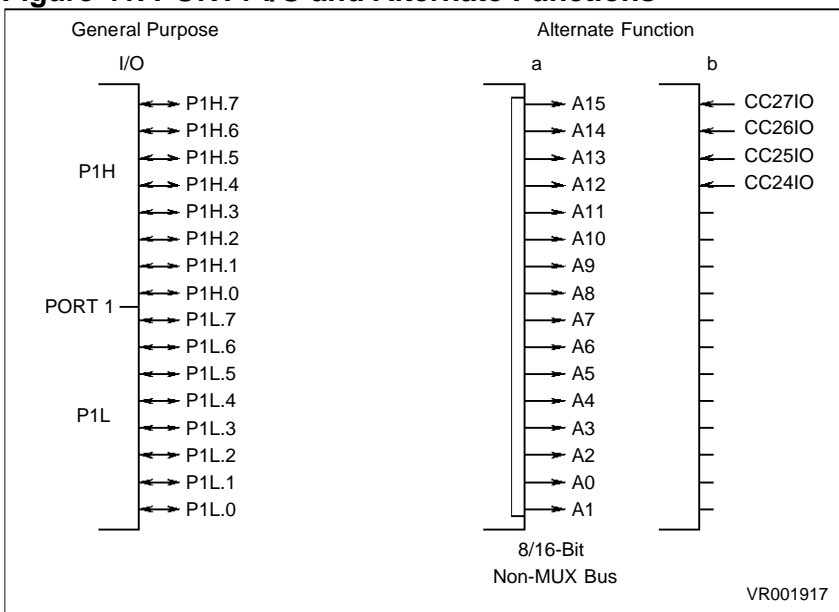 Figure PORT1 I/O and Alternate Functions
General Purpose Alternate Function
I/O a b
P1H.7 A15 CC27IO
P1H.6 A14 CC26IO
P1H.5 A13 CC25IO
P1H
P1H.4 A12 CC24IO
P1H.3 A11
P1H.2 A10
P1H.1 A9
P1H.0 A8
PORT 1
P1L.7 A7
P1L.6 A6
P1L.5 A5
P1L.4 A4
P1L
P1L.3 A3
P1L.2 A2
P1L.1 A0
P1L.0 A1
8/16-Bit
Non-MUX Bus
VR001917